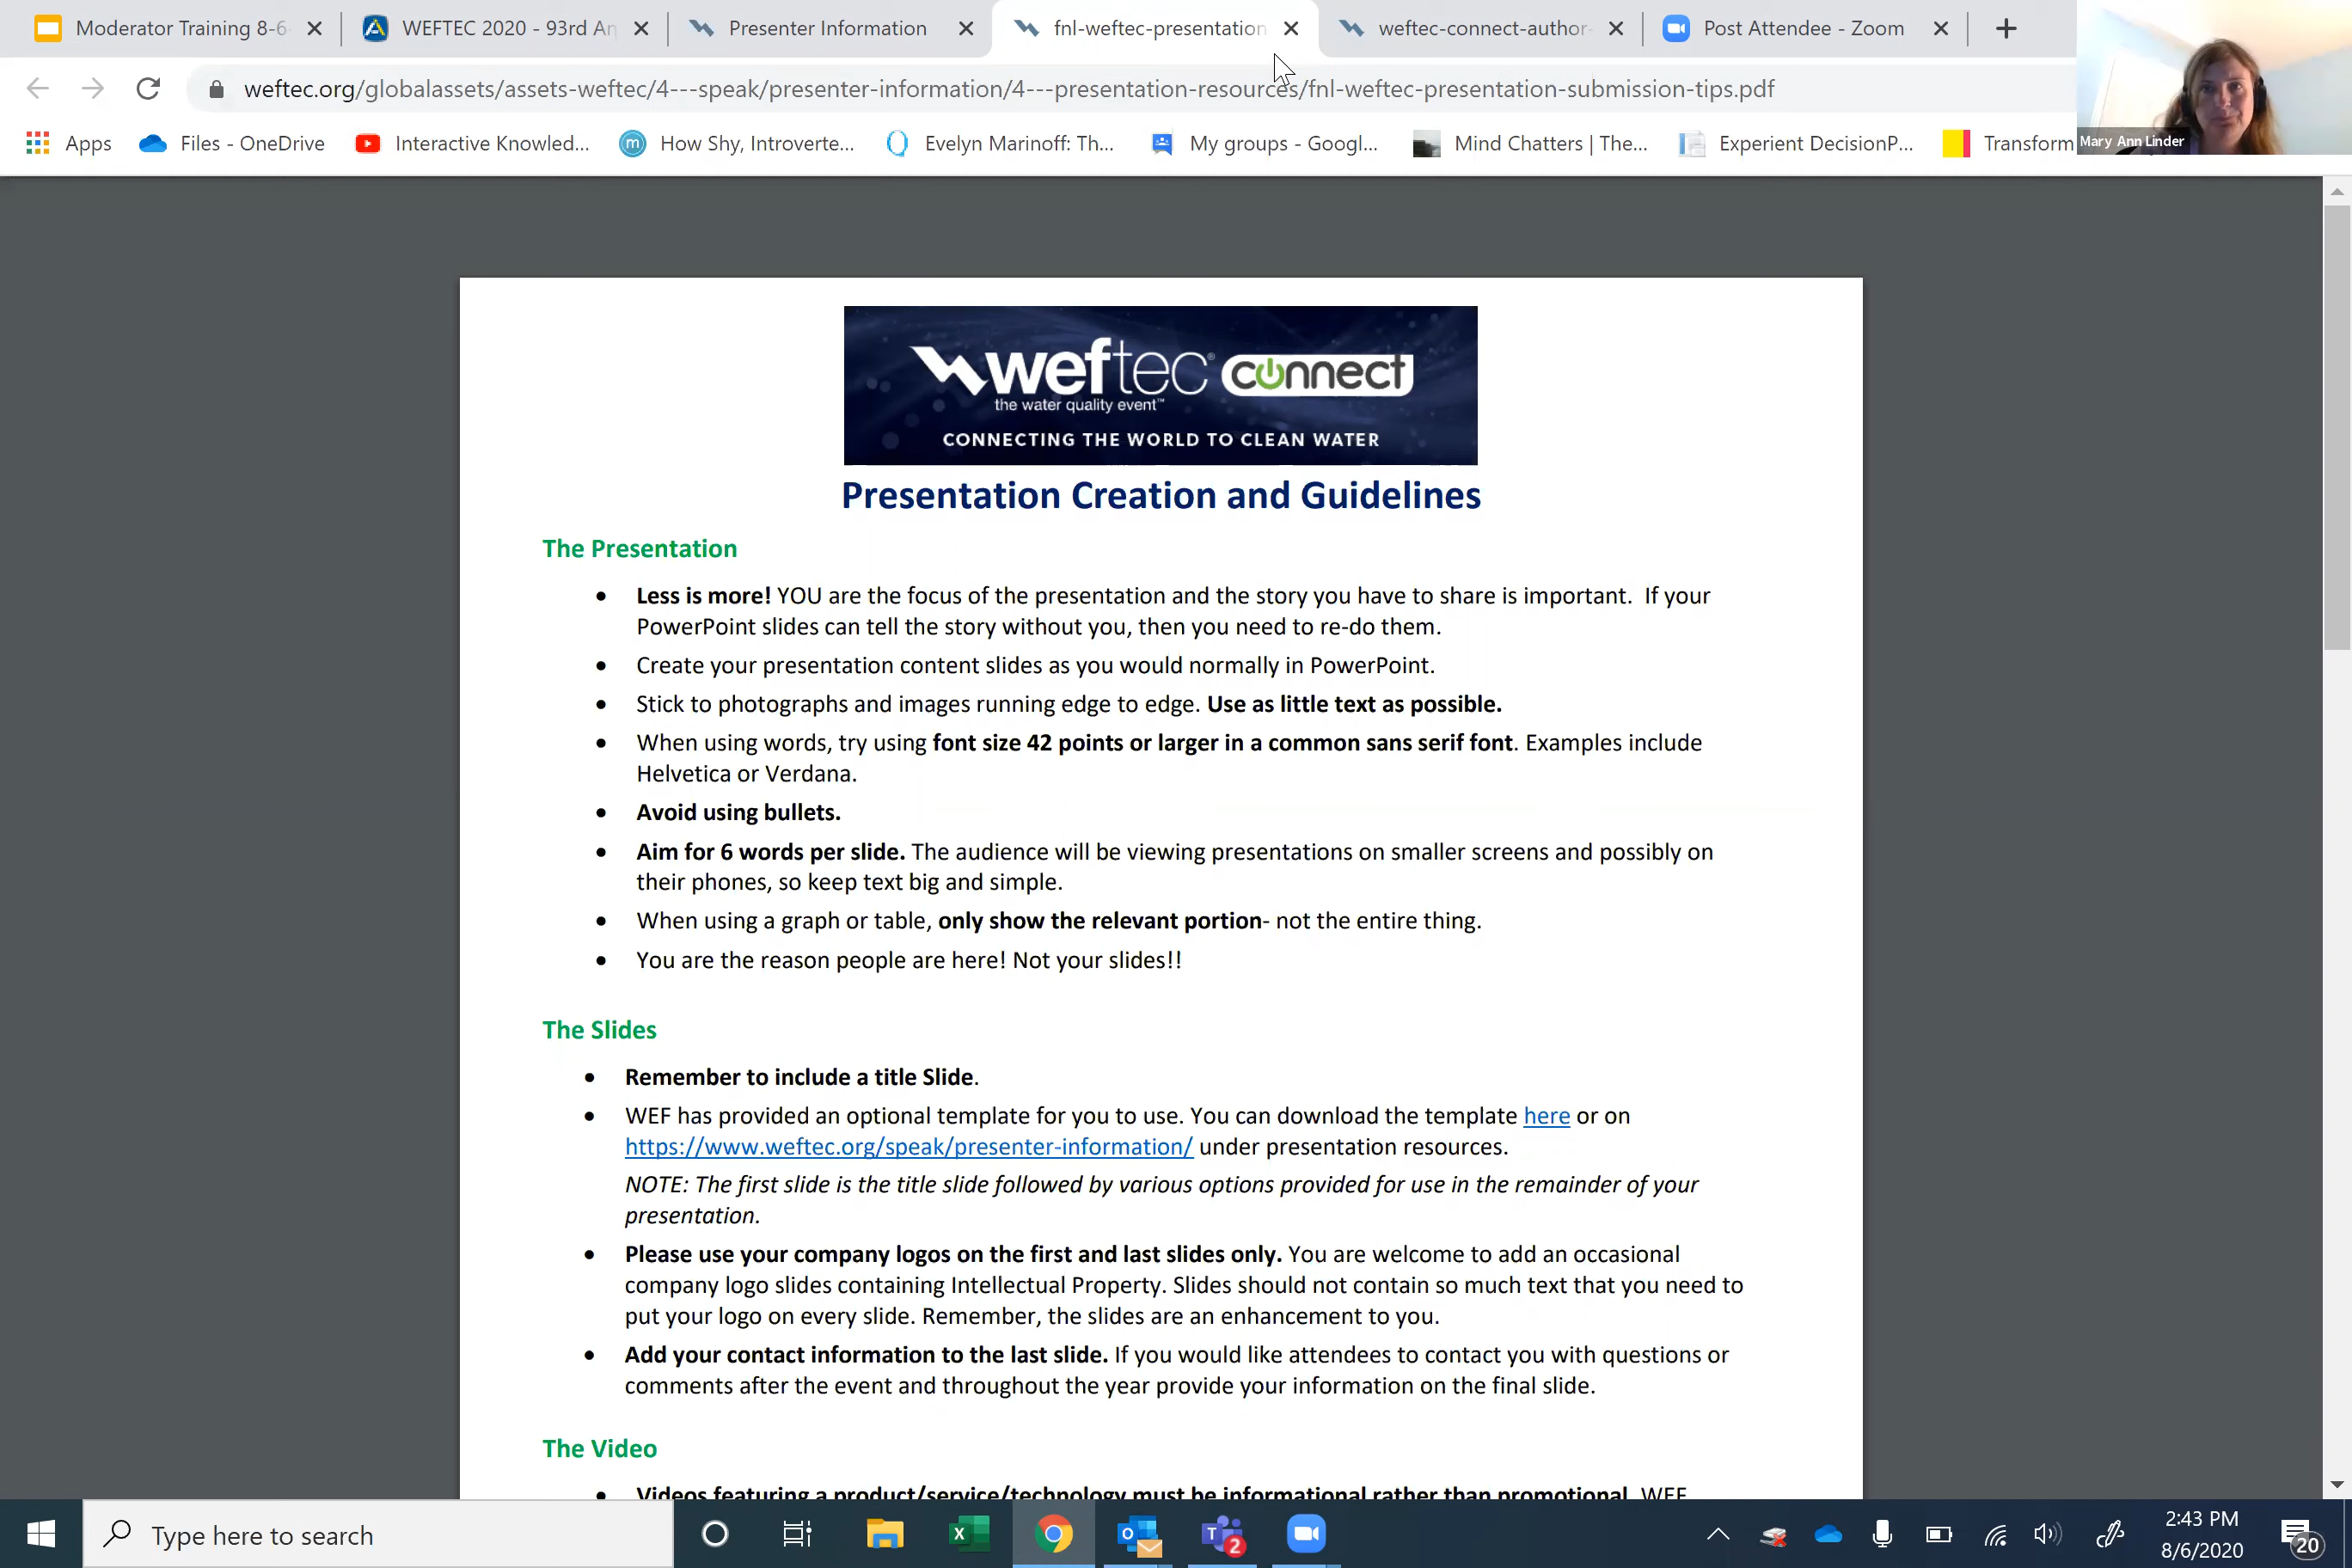 Moderator Training 8-6
WEFTEC 2020 - 93rd An
Presenter Information
fnl-weftec-presentation
weftec-connect-author-
Post Attendee - Zoom
weftec.org/globalassets/assets-weftec/4---speak/presenter-information/4---presentation-resources/fnl-weftec-presentation-submission-tips.pdf
Apps
Files - OneDrive
Interactive Knowled...
How Shy, Introverte...
Evelyn Marinoff: Th...
My groups - Googl...
Mind Chatters | The...
Experient DecisionP...
Transform
Mary Ann Linder
weftec® connect
the water quality event™
CONNECTING THE WORLD TO CLEAN WATER
Presentation Creation and Guidelines
The Presentation
• Less is more! YOU are the focus of the presentation and the story you have to share is important.  If your
PowerPoint slides can tell the story without you, then you need to re-do them.
• Create your presentation content slides as you would normally in PowerPoint.
• Stick to photographs and images running edge to edge. Use as little text as possible.
• When using words, try using font size 42 points or larger in a common sans serif font. Examples include
Helvetica or Verdana.
• Avoid using bullets.
• Aim for 6 words per slide. The audience will be viewing presentations on smaller screens and possibly on
their phones, so keep text big and simple.
• When using a graph or table, only show the relevant portion- not the entire thing.
• You are the reason people are here! Not your slides!!
The Slides
• Remember to include a title Slide.
• WEF has provided an optional template for you to use. You can download the template here or on
https://www.weftec.org/speak/presenter-information/ under presentation resources.
NOTE: The first slide is the title slide followed by various options provided for use in the remainder of your
presentation.
• Please use your company logos on the first and last slides only. You are welcome to add an occasional
company logo slides containing Intellectual Property. Slides should not contain so much text that you need to
put your logo on every slide. Remember, the slides are an enhancement to you.
• Add your contact information to the last slide. If you would like attendees to contact you with questions or
comments after the event and throughout the year provide your information on the final slide.
The Video
• Videos featuring a product/service/technology must be informational rather than promotional. WEF
Type here to search
2
2:43 PM
8/6/2020
20